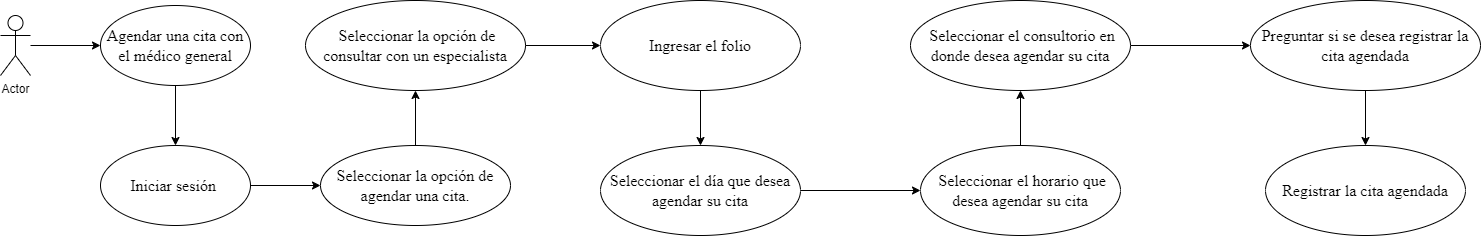 Actor
Agendar una cita con
el médico general
Iniciar sesión
Seleccionar la opción de
agendar una cita.
Seleccionar la opción de
consultar con un especialista
Ingresar el folio
Seleccionar el día que desea
agendar su cita
Seleccionar el horario que
desea agendar su cita
Seleccionar el consultorio en
donde desea agendar su cita
Preguntar si se desea registrar la
cita agendada
Registrar la cita agendada